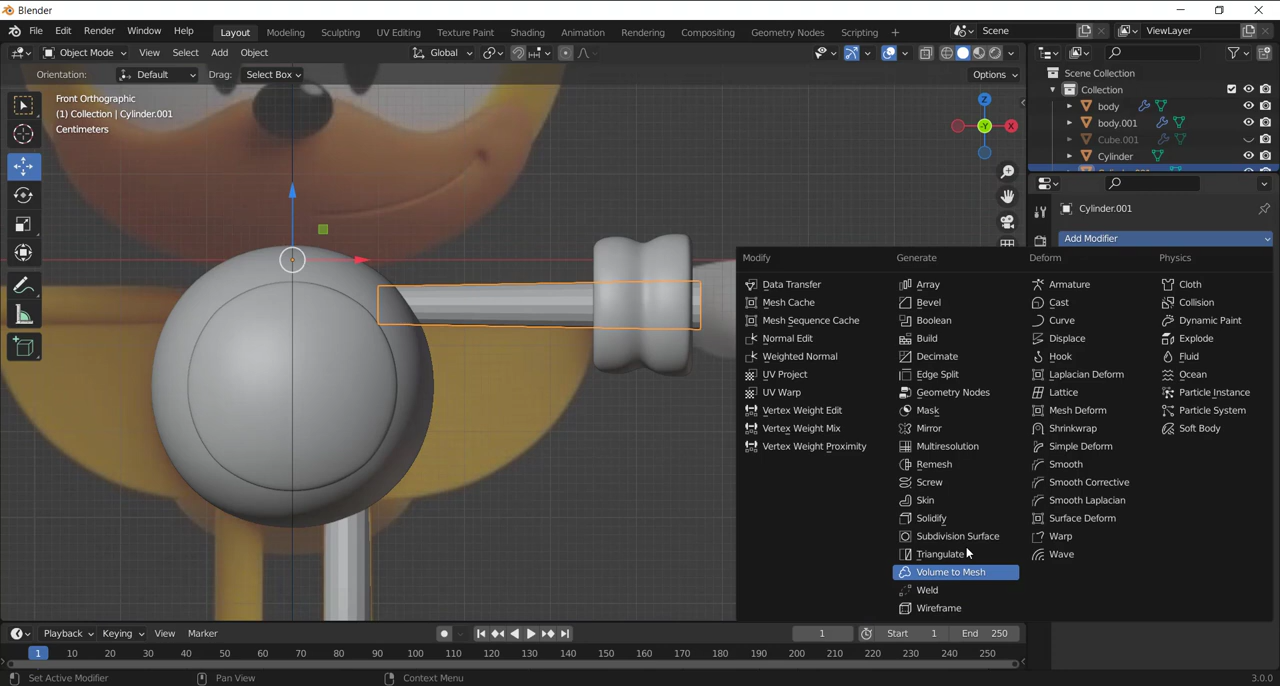 Blender
File Edit Render Window Help Layout Modeling Sculpting UV Editing Texture Paint Shading Animation Rendering Compositing Geometry Nodes Scripting + Scene ViewLayer
Object Mode View Select Add Object Global
Orientation: Default Drag: Select Box Options
Front Orthographic
(1) Collection | Cylinder.001
Centimeters
Z
X
-Y
Scene Collection
Collection
body
body.001
Cube.001
Cylinder
Cylinder.001
Add Modifier
Modify Generate Deform Physics
Data Transfer Array Armature Cloth
Mesh Cache Bevel Cast Collision
Mesh Sequence Cache Boolean Curve Dynamic Paint
Normal Edit Build Displace Explode
Weighted Normal Decimate Hook Fluid
UV Project Edge Split Laplacian Deform Ocean
UV Warp Geometry Nodes Lattice Particle Instance
Vertex Weight Edit Mask Mesh Deform Particle System
Vertex Weight Mix Mirror Shrinkwrap Soft Body
Vertex Weight Proximity Multiresolution Simple Deform
Remesh Smooth
Screw Smooth Corrective
Skin Smooth Laplacian
Solidify Surface Deform
Subdivision Surface Warp
Triangulate Wave
Volume to Mesh
Weld
Wireframe
Playback Keying View Marker 1 Start 1 End 250
1 10 20 30 40 50 60 70 80 90 100 110 120 130 140 150 160 170 180 190 200 210 220 230 240 250
Set Active Modifier Pan View Context Menu 3.0.0